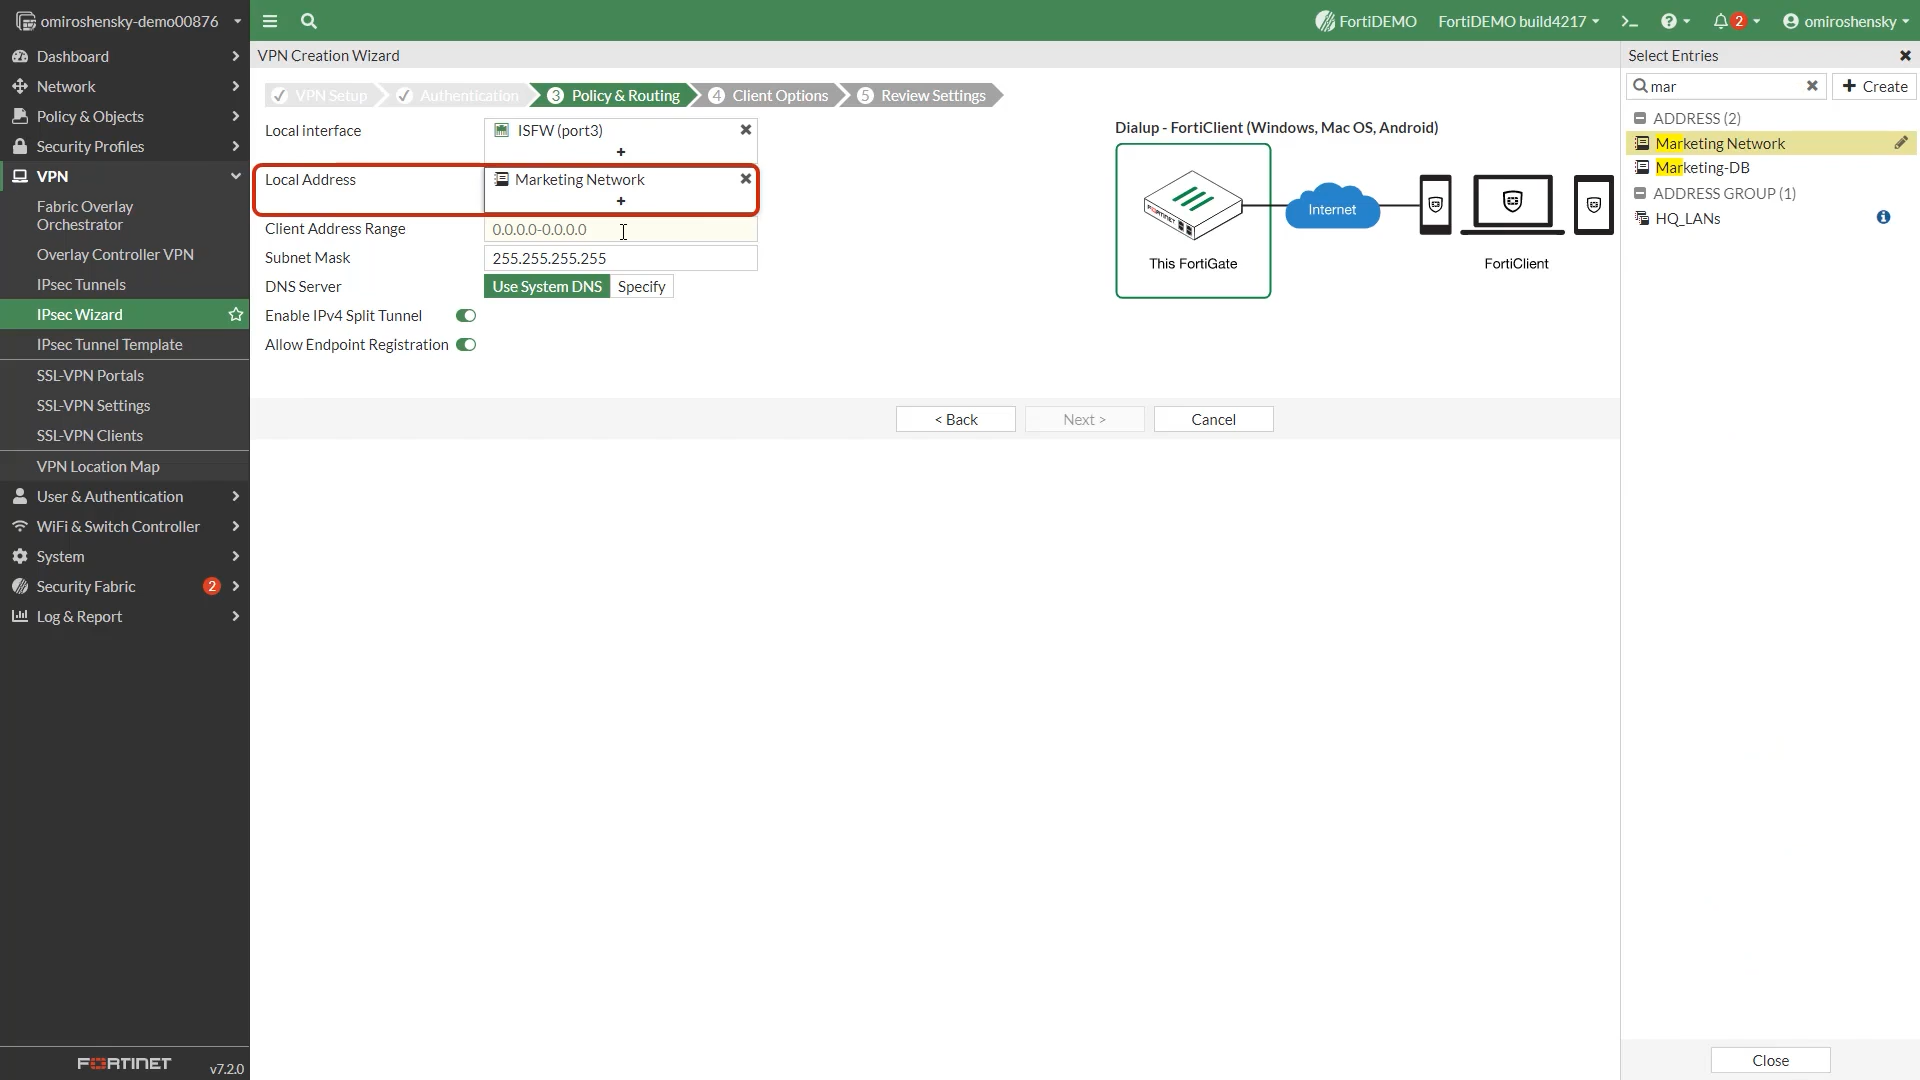 omiroshensky-demo00876
FortiDEMO
FortiDEMO build4217
>_
2
omiroshensky
Dashboard
Network
Policy & Objects
Security Profiles
VPN
Fabric Overlay
Orchestrator
Overlay Controller VPN
IPsec Tunnels
IPsec Wizard
IPsec Tunnel Template
SSL-VPN Portals
SSL-VPN Settings
SSL-VPN Clients
VPN Location Map
User & Authentication
WiFi & Switch Controller
System
Security Fabric 2
Log & Report
FORTINET v7.2.0
VPN Creation Wizard
VPN Setup Authentication 3 Policy & Routing 4 Client Options 5 Review Settings
Local interface ISFW (port3)
+
Local Address Marketing Network
+
Client Address Range 0.0.0.0-0.0.0.0
Subnet Mask 255.255.255.255
DNS Server Use System DNS Specify
Enable IPv4 Split Tunnel
Allow Endpoint Registration
Dialup - FortiClient (Windows, Mac OS, Android)
FORTINET
Internet
This FortiGate
FortiClient
< Back Next > Cancel
Select Entries
mar + Create
ADDRESS (2)
Marketing Network
Marketing-DB
ADDRESS GROUP (1)
HQ_LANs
Close